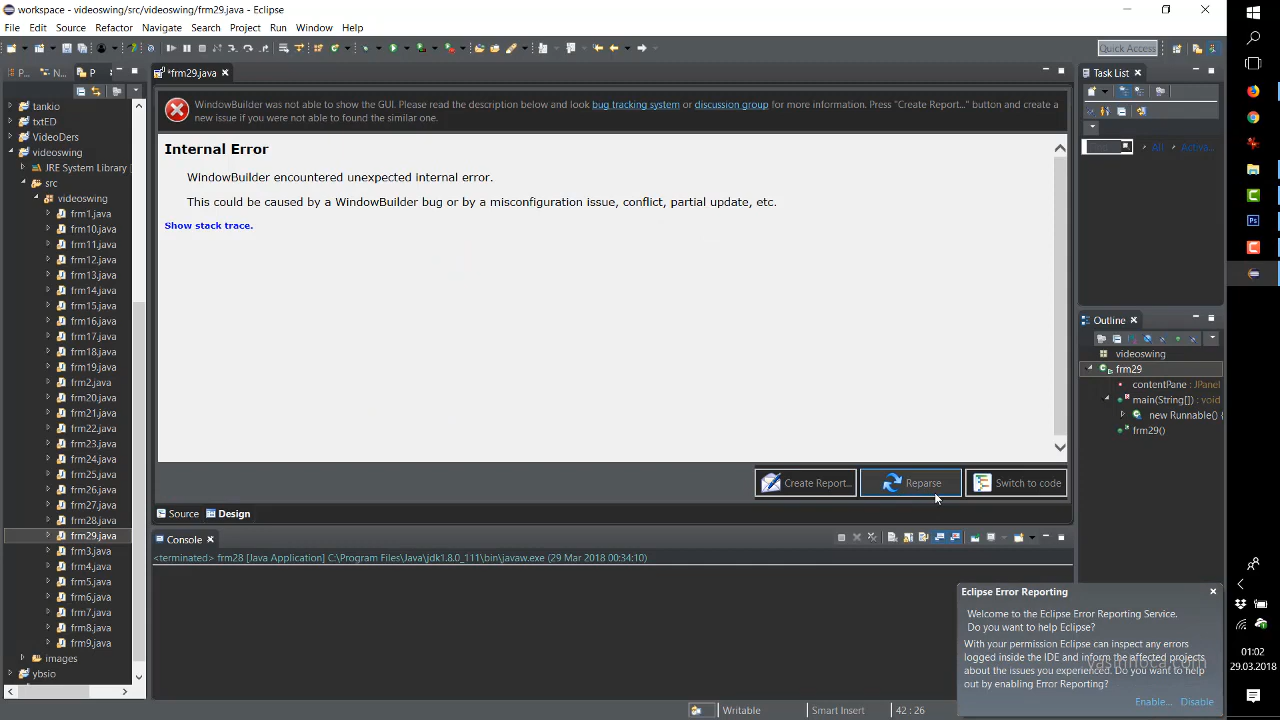 workspace - videoswing/src/videoswing/frm29.java - Eclipse
File Edit Source Refactor Navigate Search Project Run Window Help
Quick Access
P... N... P
*frm29.java
Task List
tankio
txtED
VideoDers
videoswing
JRE System Library [
src
videoswing
frm1.java
frm10.java
frm11.java
frm12.java
frm13.java
frm14.java
frm15.java
frm16.java
frm17.java
frm18.java
frm19.java
frm2.java
frm20.java
frm21.java
frm22.java
frm23.java
frm24.java
frm25.java
frm26.java
frm27.java
frm28.java
frm29.java
frm3.java
frm4.java
frm5.java
frm6.java
frm7.java
frm8.java
frm9.java
images
ybsio
WindowBuilder was not able to show the GUI. Please read the description below and look bug tracking system or discussion group for more information. Press "Create Report..." button and create
a new issue if you were not able to found the similar one.
Internal Error
WindowBuilder encountered unexpected internal error.
This could be caused by a WindowBuilder bug or by a misconfiguration issue, conflict, partial update, etc.
Show stack trace.
Create Report... Reparse Switch to code
Source Design
Console
<terminated> frm28 [Java Application] C:\Program Files\Java\jdk1.8.0_111\bin\javaw.exe (29 Mar 2018 00:34:10)
All Activa...
Outline
videoswing
frm29
contentPane : JPanel
main(String[]) : void
new Runnable() {
frm29()
Eclipse Error Reporting
Welcome to the Eclipse Error Reporting Service.
Do you want to help Eclipse?
With your permission Eclipse can inspect any errors
logged inside the IDE and inform the affected projects
about the issues you experienced. Do you want to help
out by enabling Error Reporting?
Enable... Disable
Writable Smart Insert 42 : 26
01:02
29.03.2018